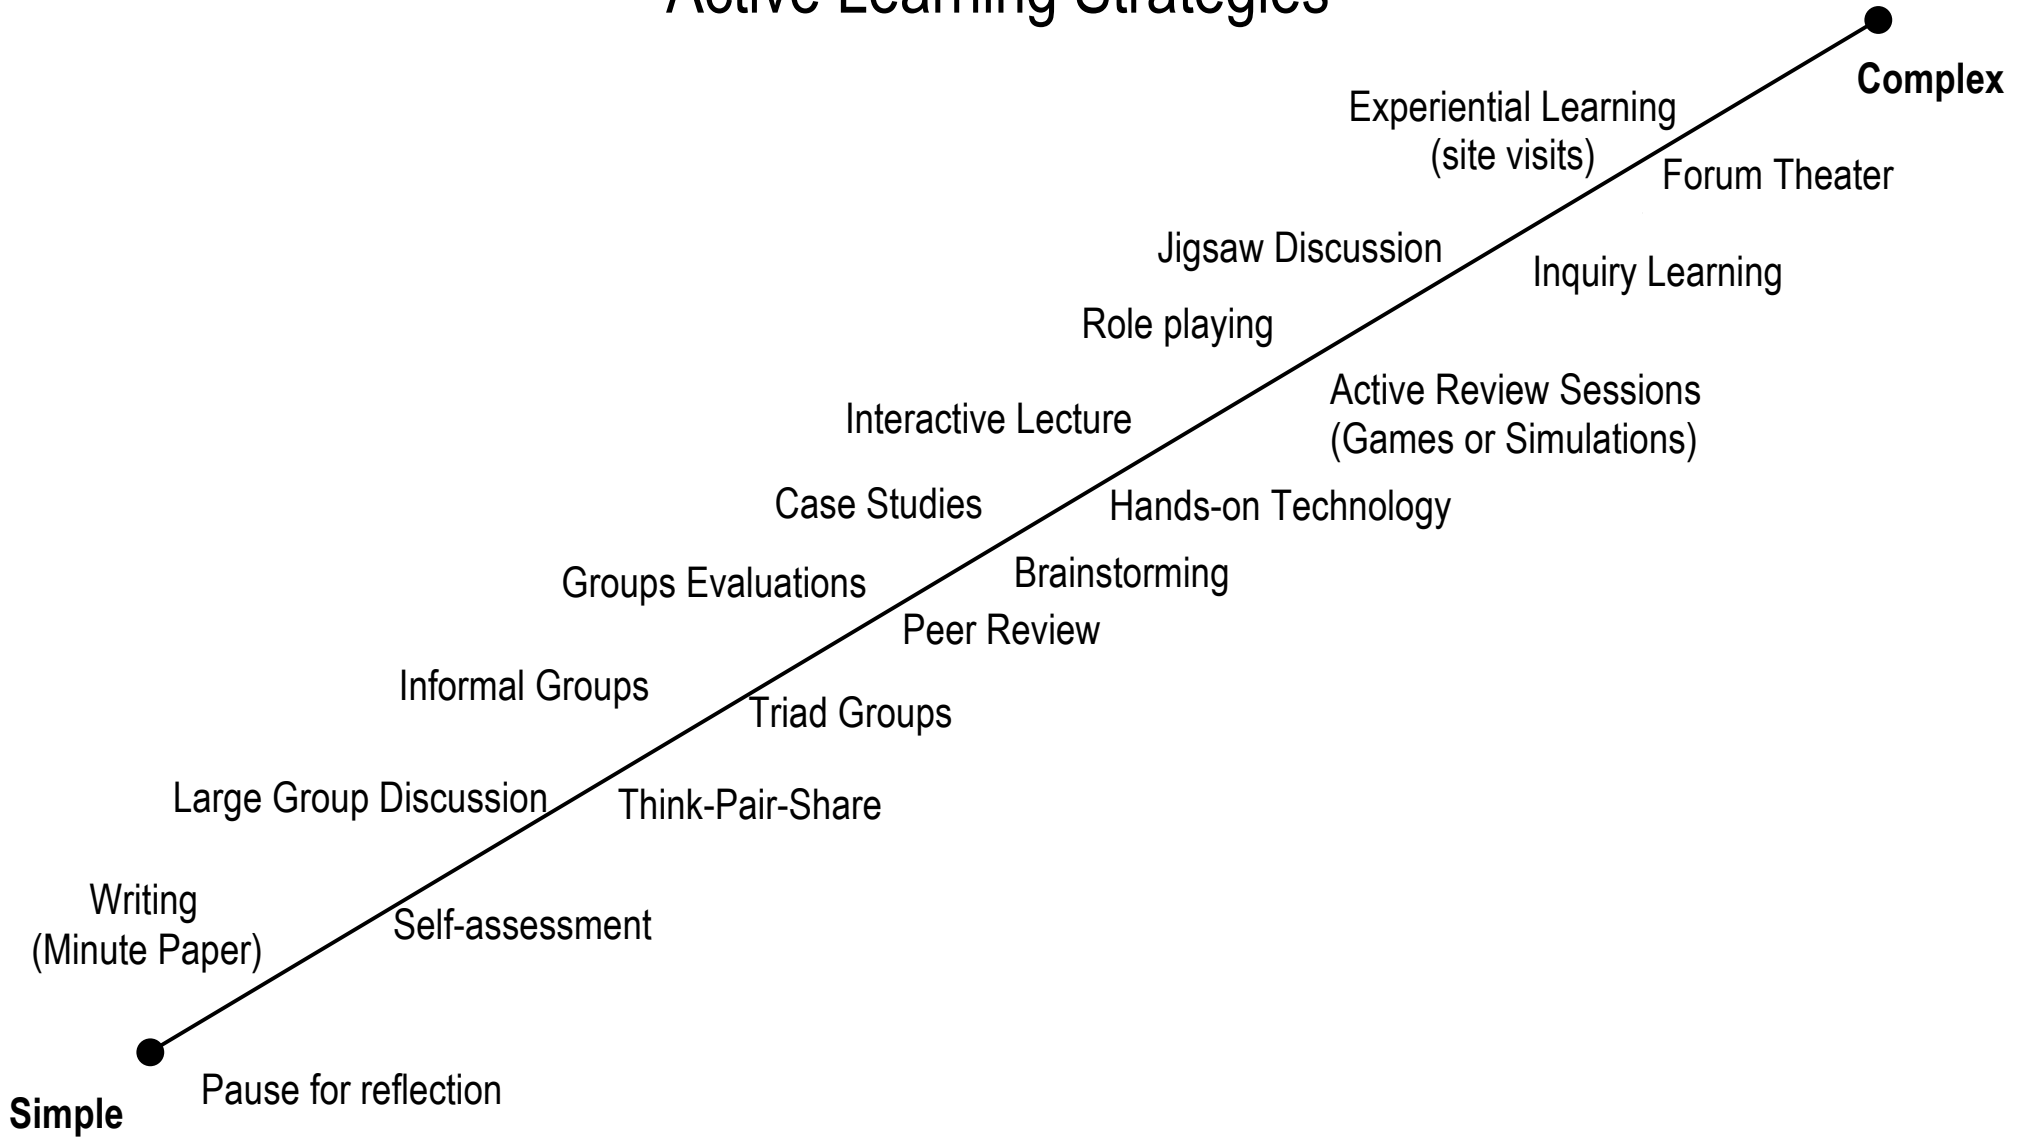 Active Learning Strategies
Complex
Experiential Learning
(site visits)
Forum Theater
Jigsaw Discussion
Inquiry Learning
Role playing
Active Review Sessions
(Games or Simulations)
Interactive Lecture
Case Studies
Hands-on Technology
Brainstorming
Groups Evaluations
Peer Review
Informal Groups
Triad Groups
Large Group Discussion
Think-Pair-Share
Writing
(Minute Paper)
Self-assessment
Pause for reflection
Simple